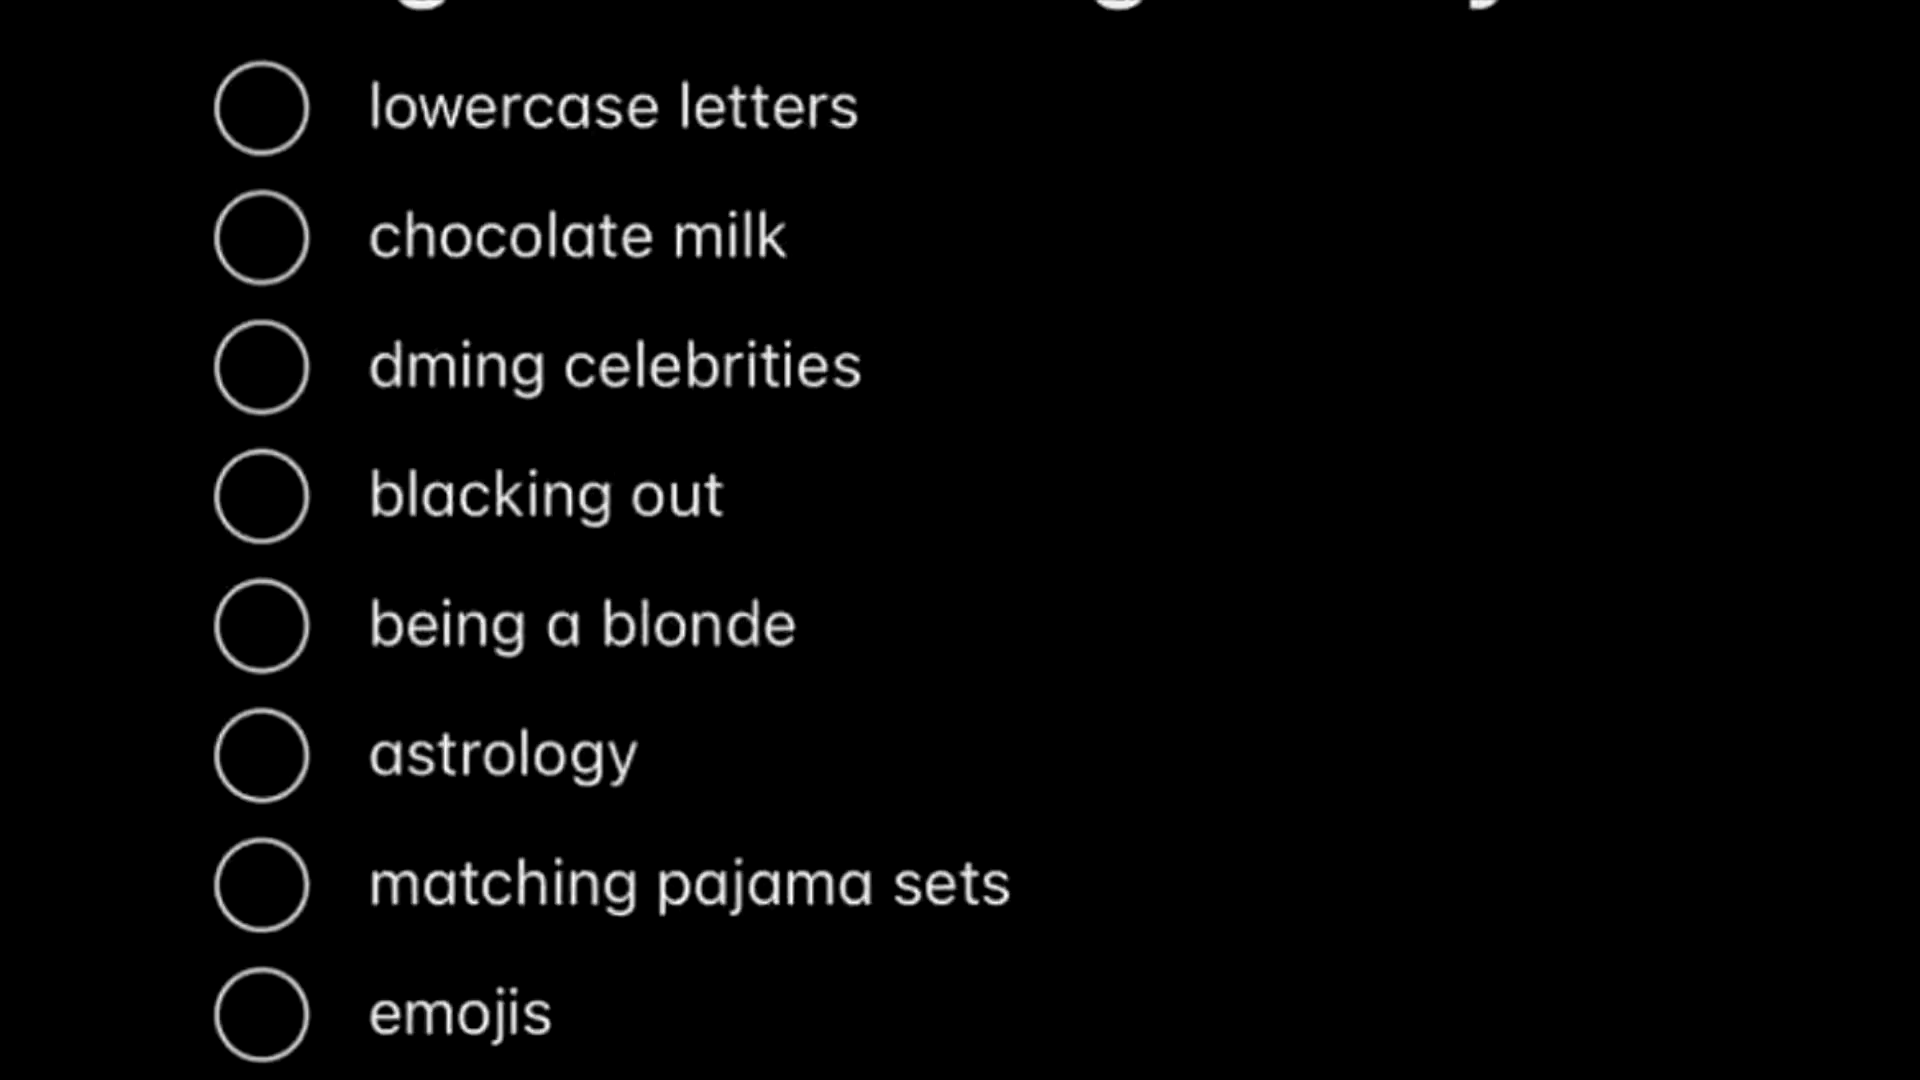 lowercase letters
chocolate milk
dming celebrities
blacking out
being a blonde
astrology
matching pajama sets
emojis